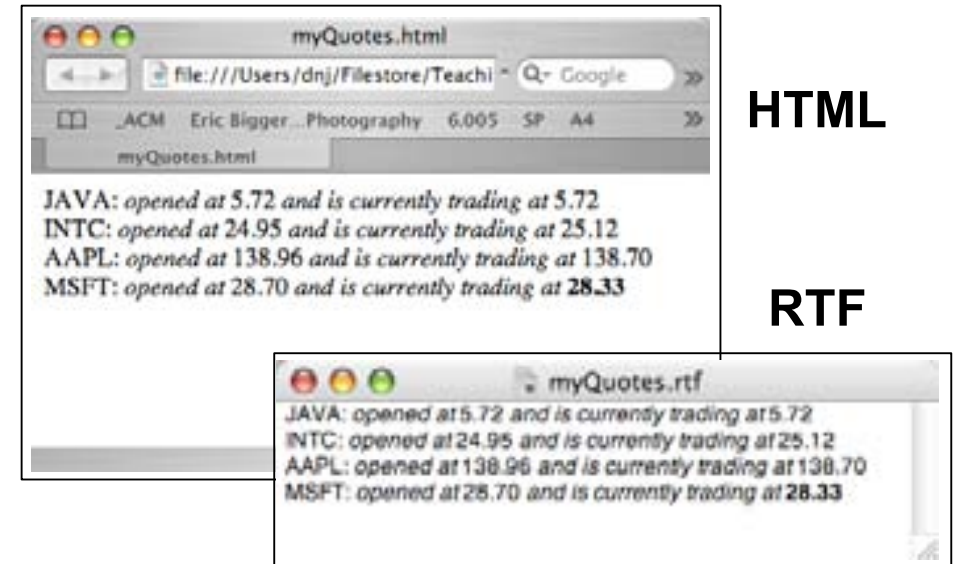 myQuotes.html
file:///Users/dnj/Filestore/Teachi Google
_ACM Eric Bigger...Photography 6.005 SP A4
myQuotes.html
JAVA: opened at 5.72 and is currently trading at 5.72
INTC: opened at 24.95 and is currently trading at 25.12
AAPL: opened at 138.96 and is currently trading at 138.70
MSFT: opened at 28.70 and is currently trading at 28.33
HTML
RTF
myQuotes.rtf
JAVA: opened at 5.72 and is currently trading at 5.72
INTC: opened at 24.95 and is currently trading at 25.12
AAPL: opened at 138.96 and is currently trading at 138.70
MSFT: opened at 28.70 and is currently trading at 28.33